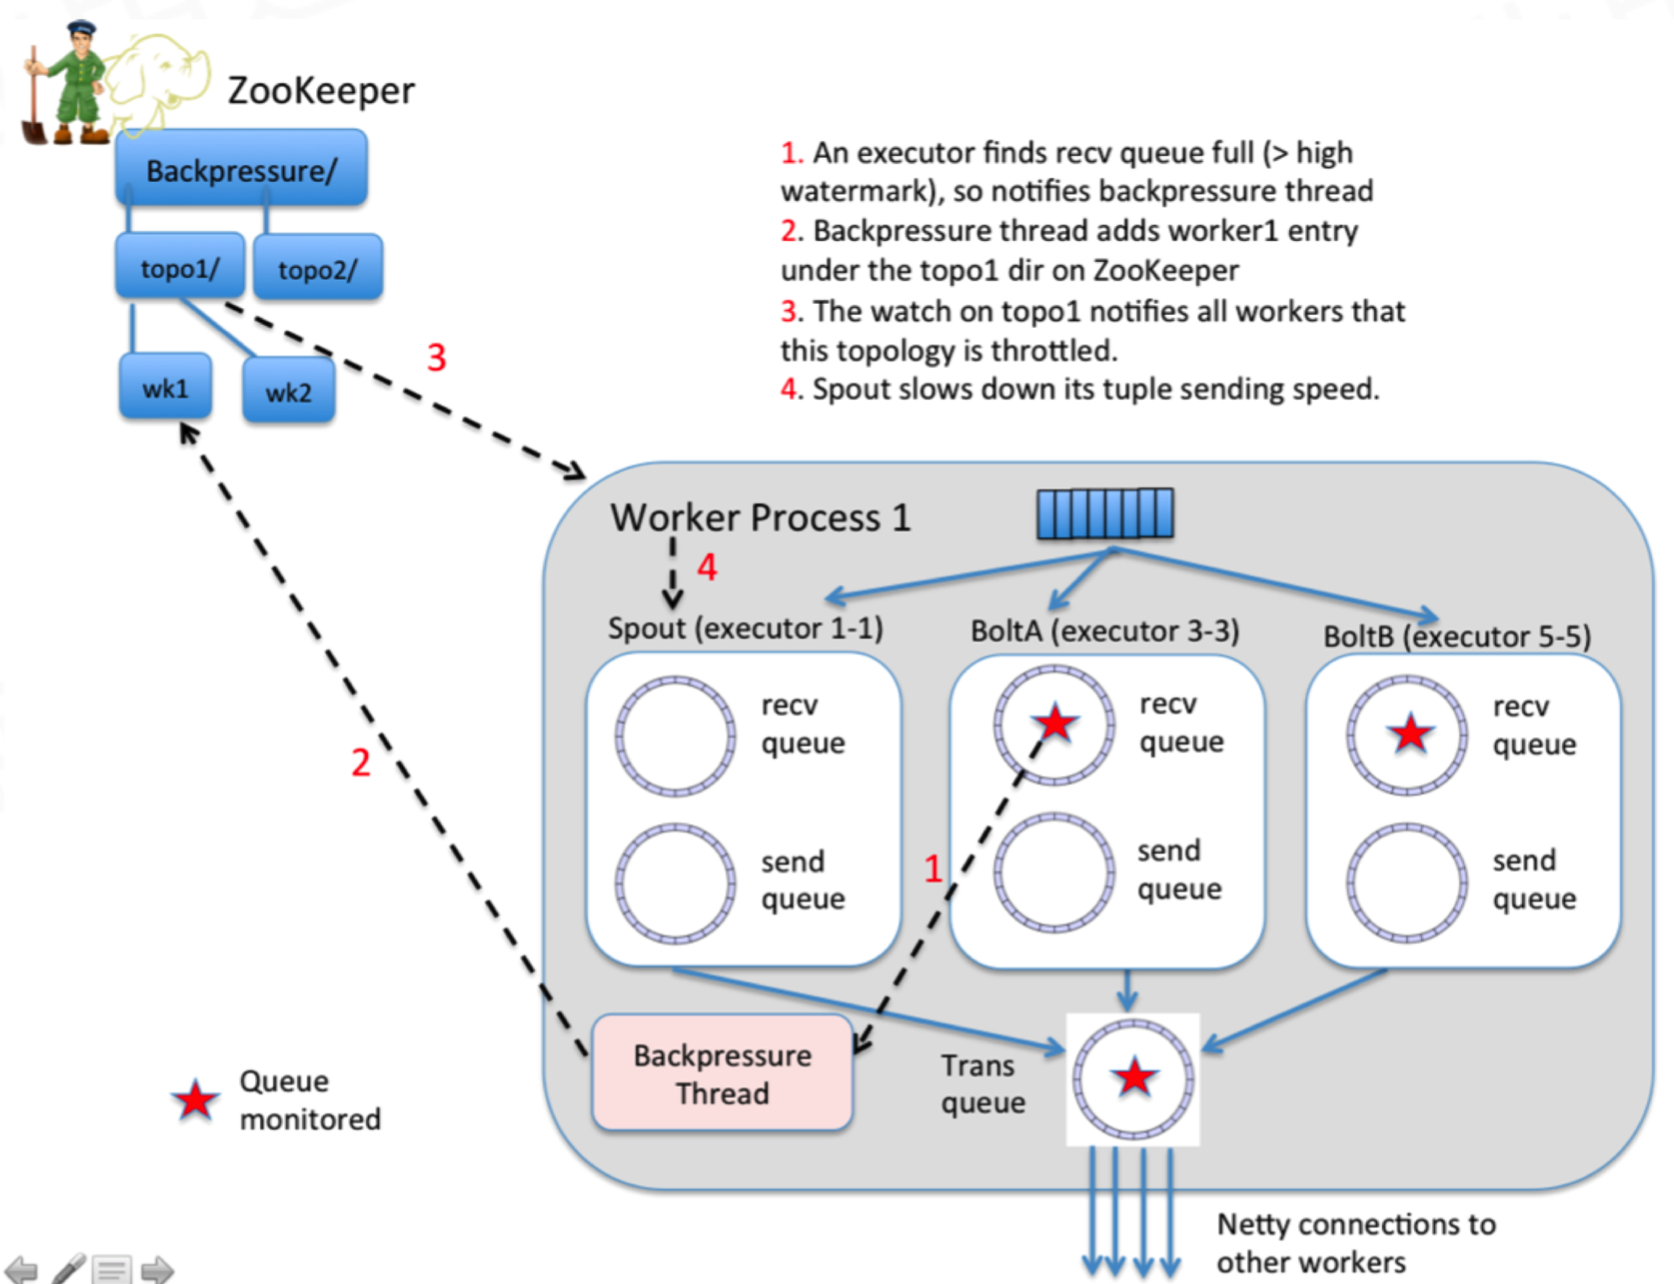 ZooKeeper
Backpressure/
topo1/
topo2/
wk1
wk2
1. An executor finds recv queue full (> high
watermark), so notifies backpressure thread
2. Backpressure thread adds worker1 entry
under the topo1 dir on ZooKeeper
3. The watch on topo1 notifies all workers that
this topology is throttled.
4. Spout slows down its tuple sending speed.
3
2
Worker Process 1
4
Spout (executor 1-1)
BoltA (executor 3-3)
BoltB (executor 5-5)
recv
queue
send
queue
recv
queue
send
queue
recv
queue
send
queue
1
Backpressure
Thread
Trans
queue
Queue
monitored
Netty connections to
other workers